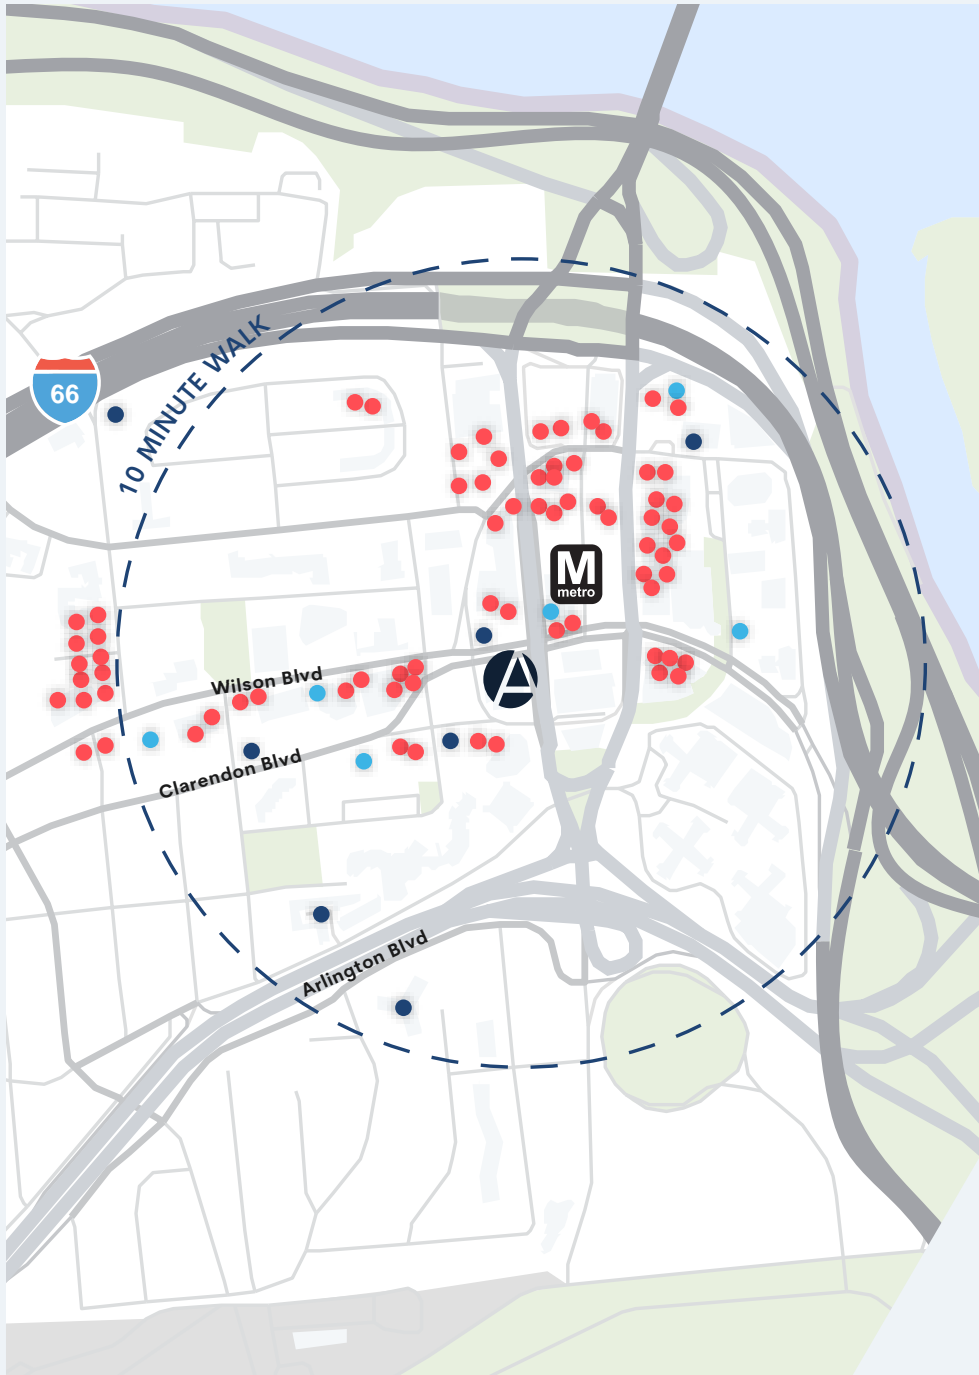 66
10 MINUTE WALK
M
metro
Wilson Blvd
A
Clarendon Blvd
Arlington Blvd